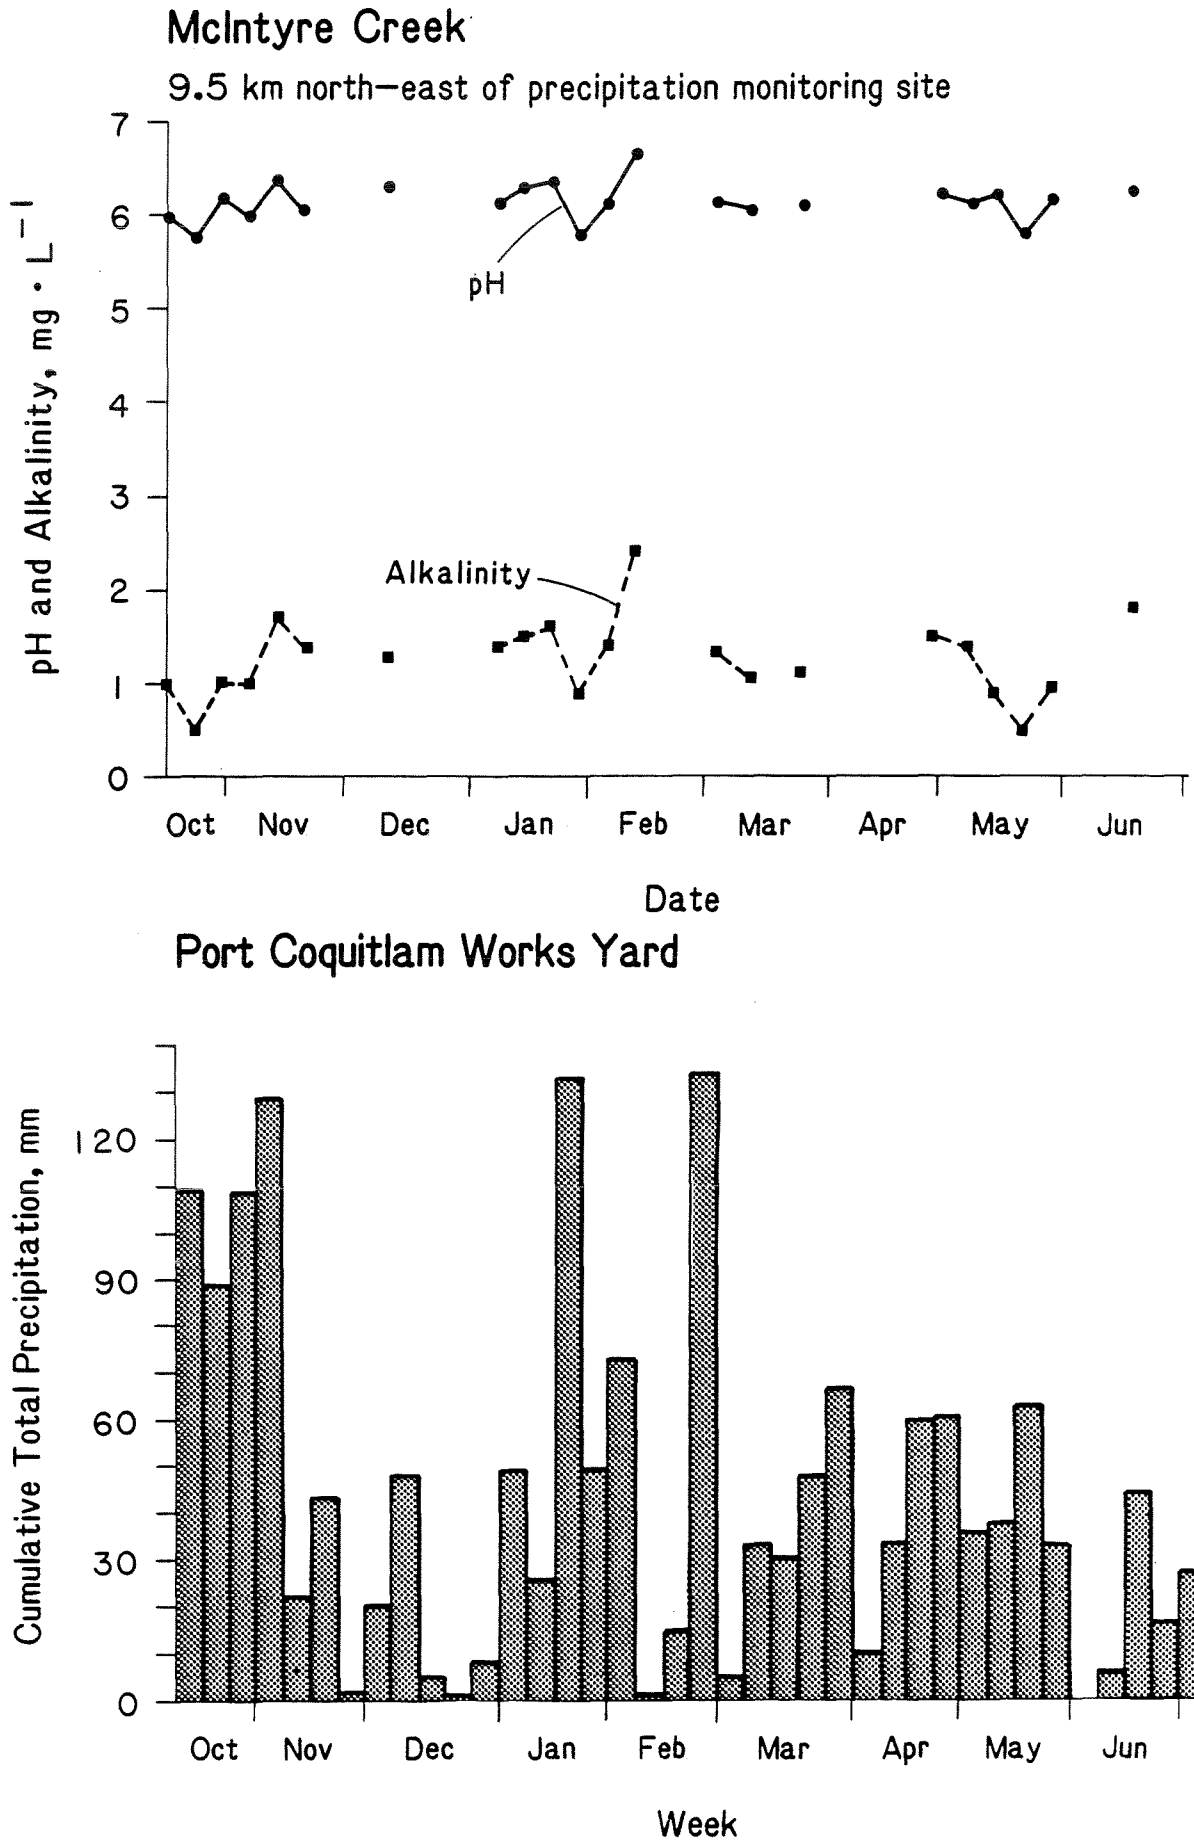 McIntyre Creek
9.5 km north-east of precipitation monitoring site
pH and Alkalinity, mg · L⁻¹
7
6
5
4
3
2
1
0
pH
Alkalinity
Oct Nov Dec Jan Feb Mar Apr May Jun
Date
Port Coquitlam Works Yard
Cumulative Total Precipitation, mm
120
90
60
30
0
Oct Nov Dec Jan Feb Mar Apr May Jun
Week